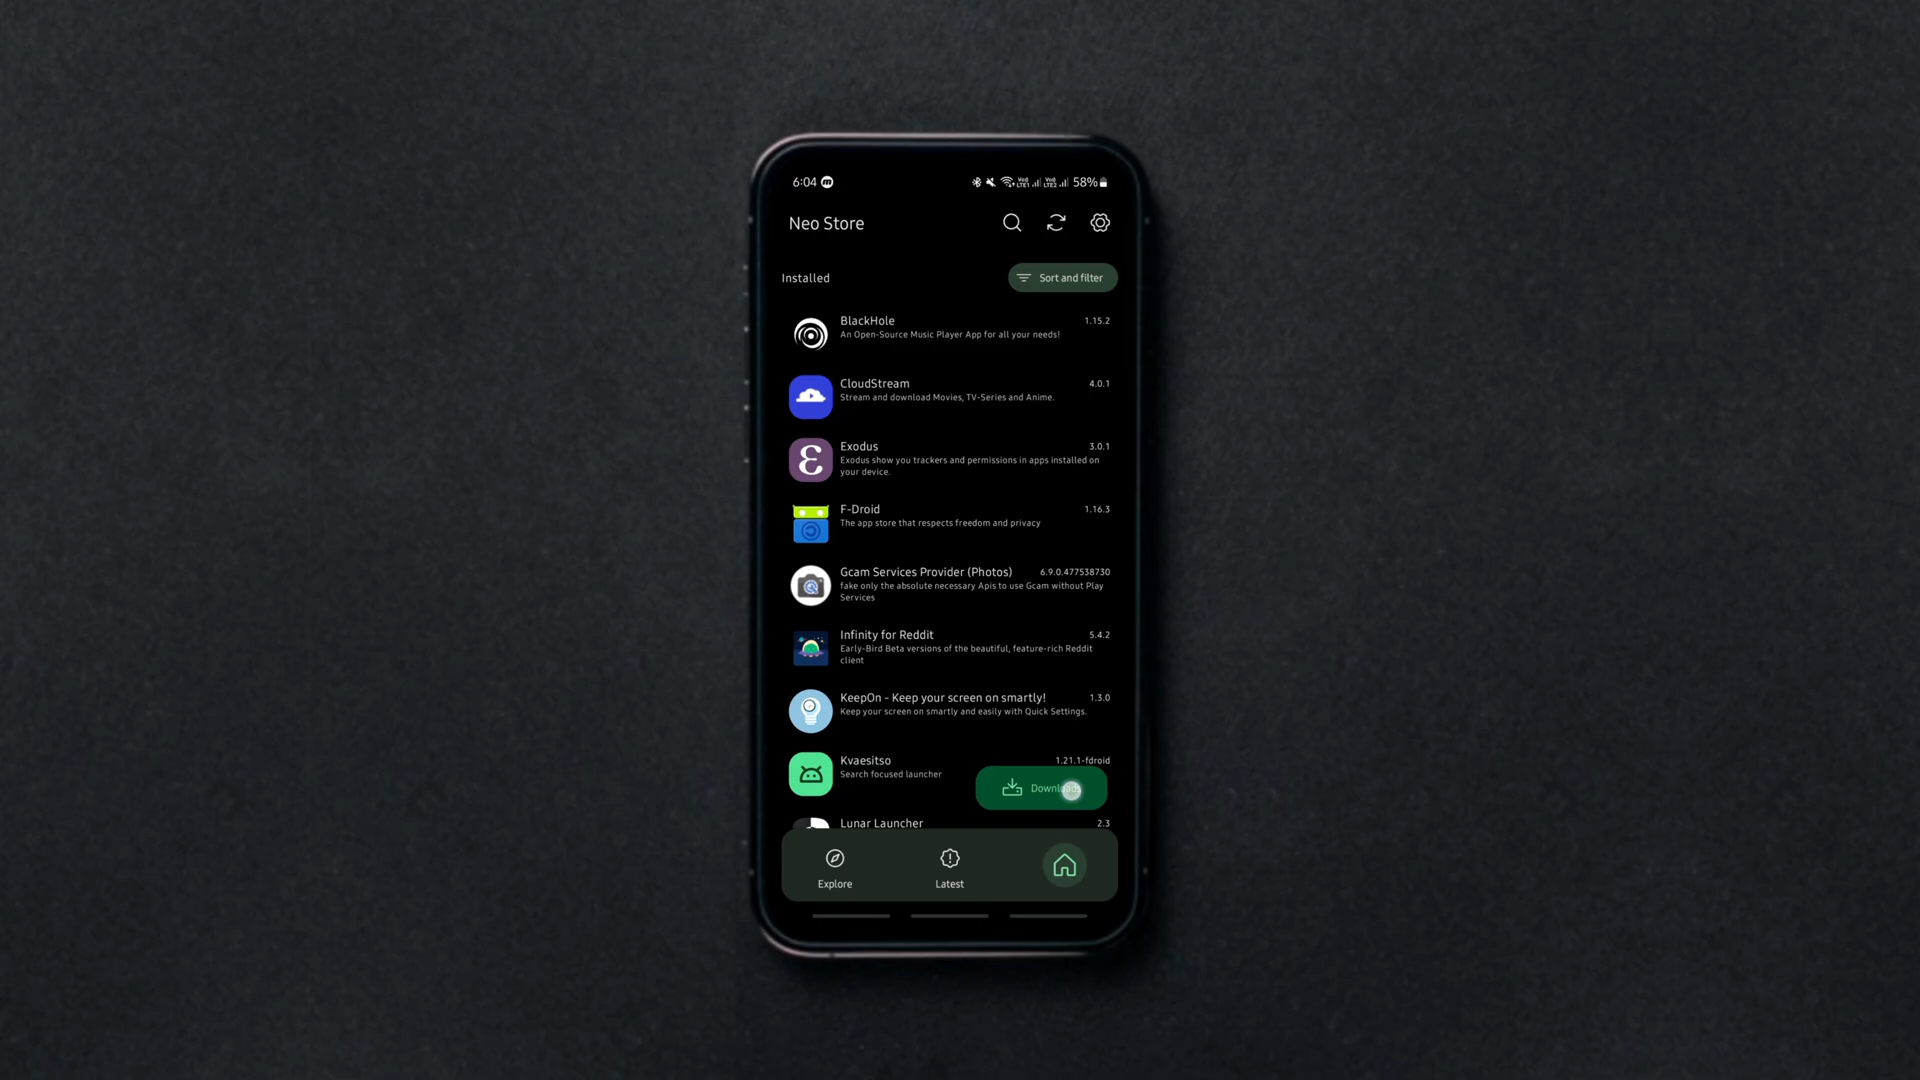 6:04 58%
Neo Store
Installed
Sort and filter
BlackHole 1.15.2
An Open-Source Music Player App for all your needs!
CloudStream 4.0.1
Stream and download Movies, TV-Series and Anime.
Exodus 3.0.1
Exodus show you trackers and permissions in apps installed on
your device.
F-Droid 1.16.3
The app store that respects freedom and privacy
Gcam Services Provider (Photos) 6.9.0.477538730
fake only the absolute necessary Apis to use Gcam without Play
Services
Infinity for Reddit 5.4.2
Early-Bird Beta versions of the beautiful, feature-rich Reddit
client
KeepOn - Keep your screen on smartly! 1.3.0
Keep your screen on smartly and easily with Quick Settings.
Kvaesitso 1.21.1-fdroid
Search focused launcher
Downloads
Lunar Launcher 2.3
Explore
Latest